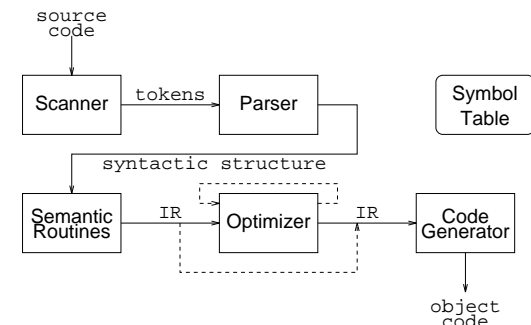 source
code
Scanner
tokens
Parser
Symbol
Table
syntactic structure
Semantic
Routines
IR
Optimizer
IR
Code
Generator
object
code